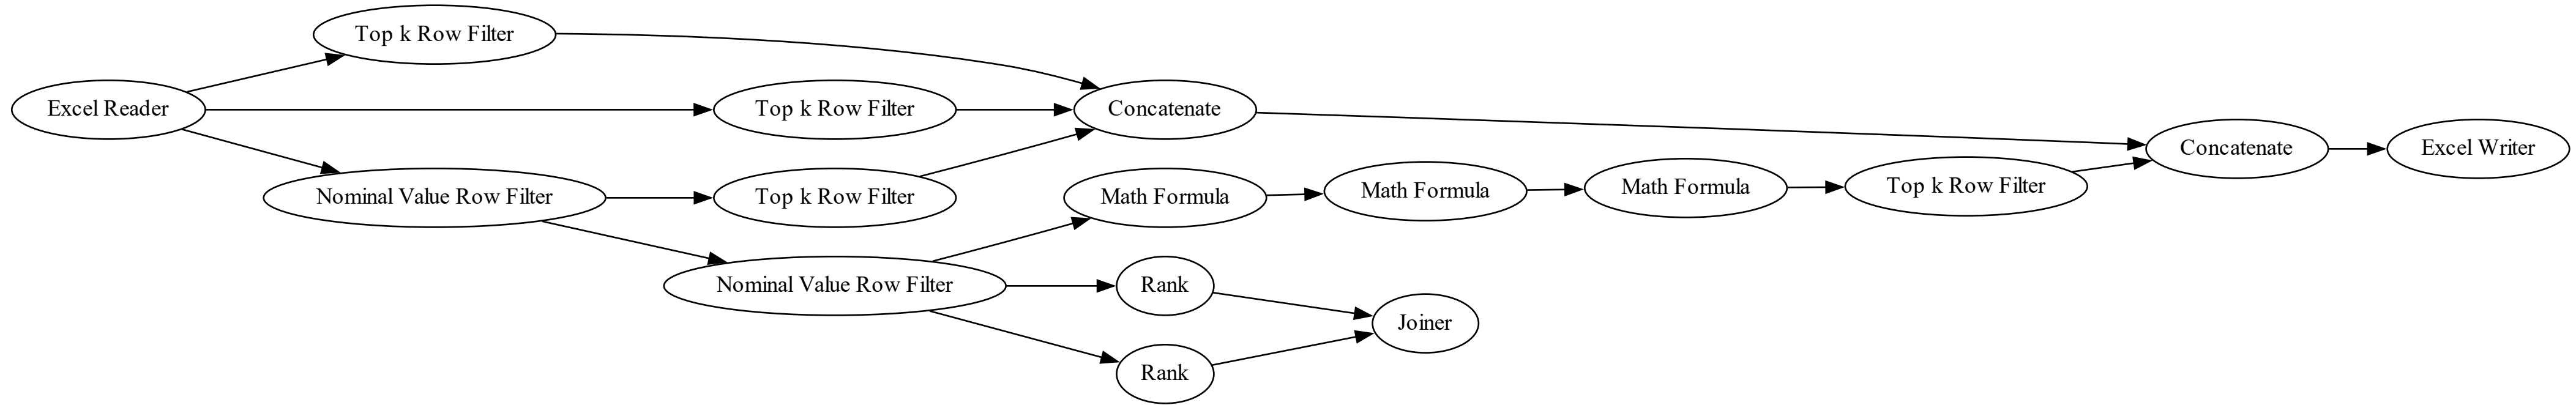 Top k Row Filter
Excel Reader
Top k Row Filter
Concatenate
Nominal Value Row Filter
Top k Row Filter
Math Formula
Math Formula
Math Formula
Top k Row Filter
Concatenate
Excel Writer
Nominal Value Row Filter
Rank
Joiner
Rank